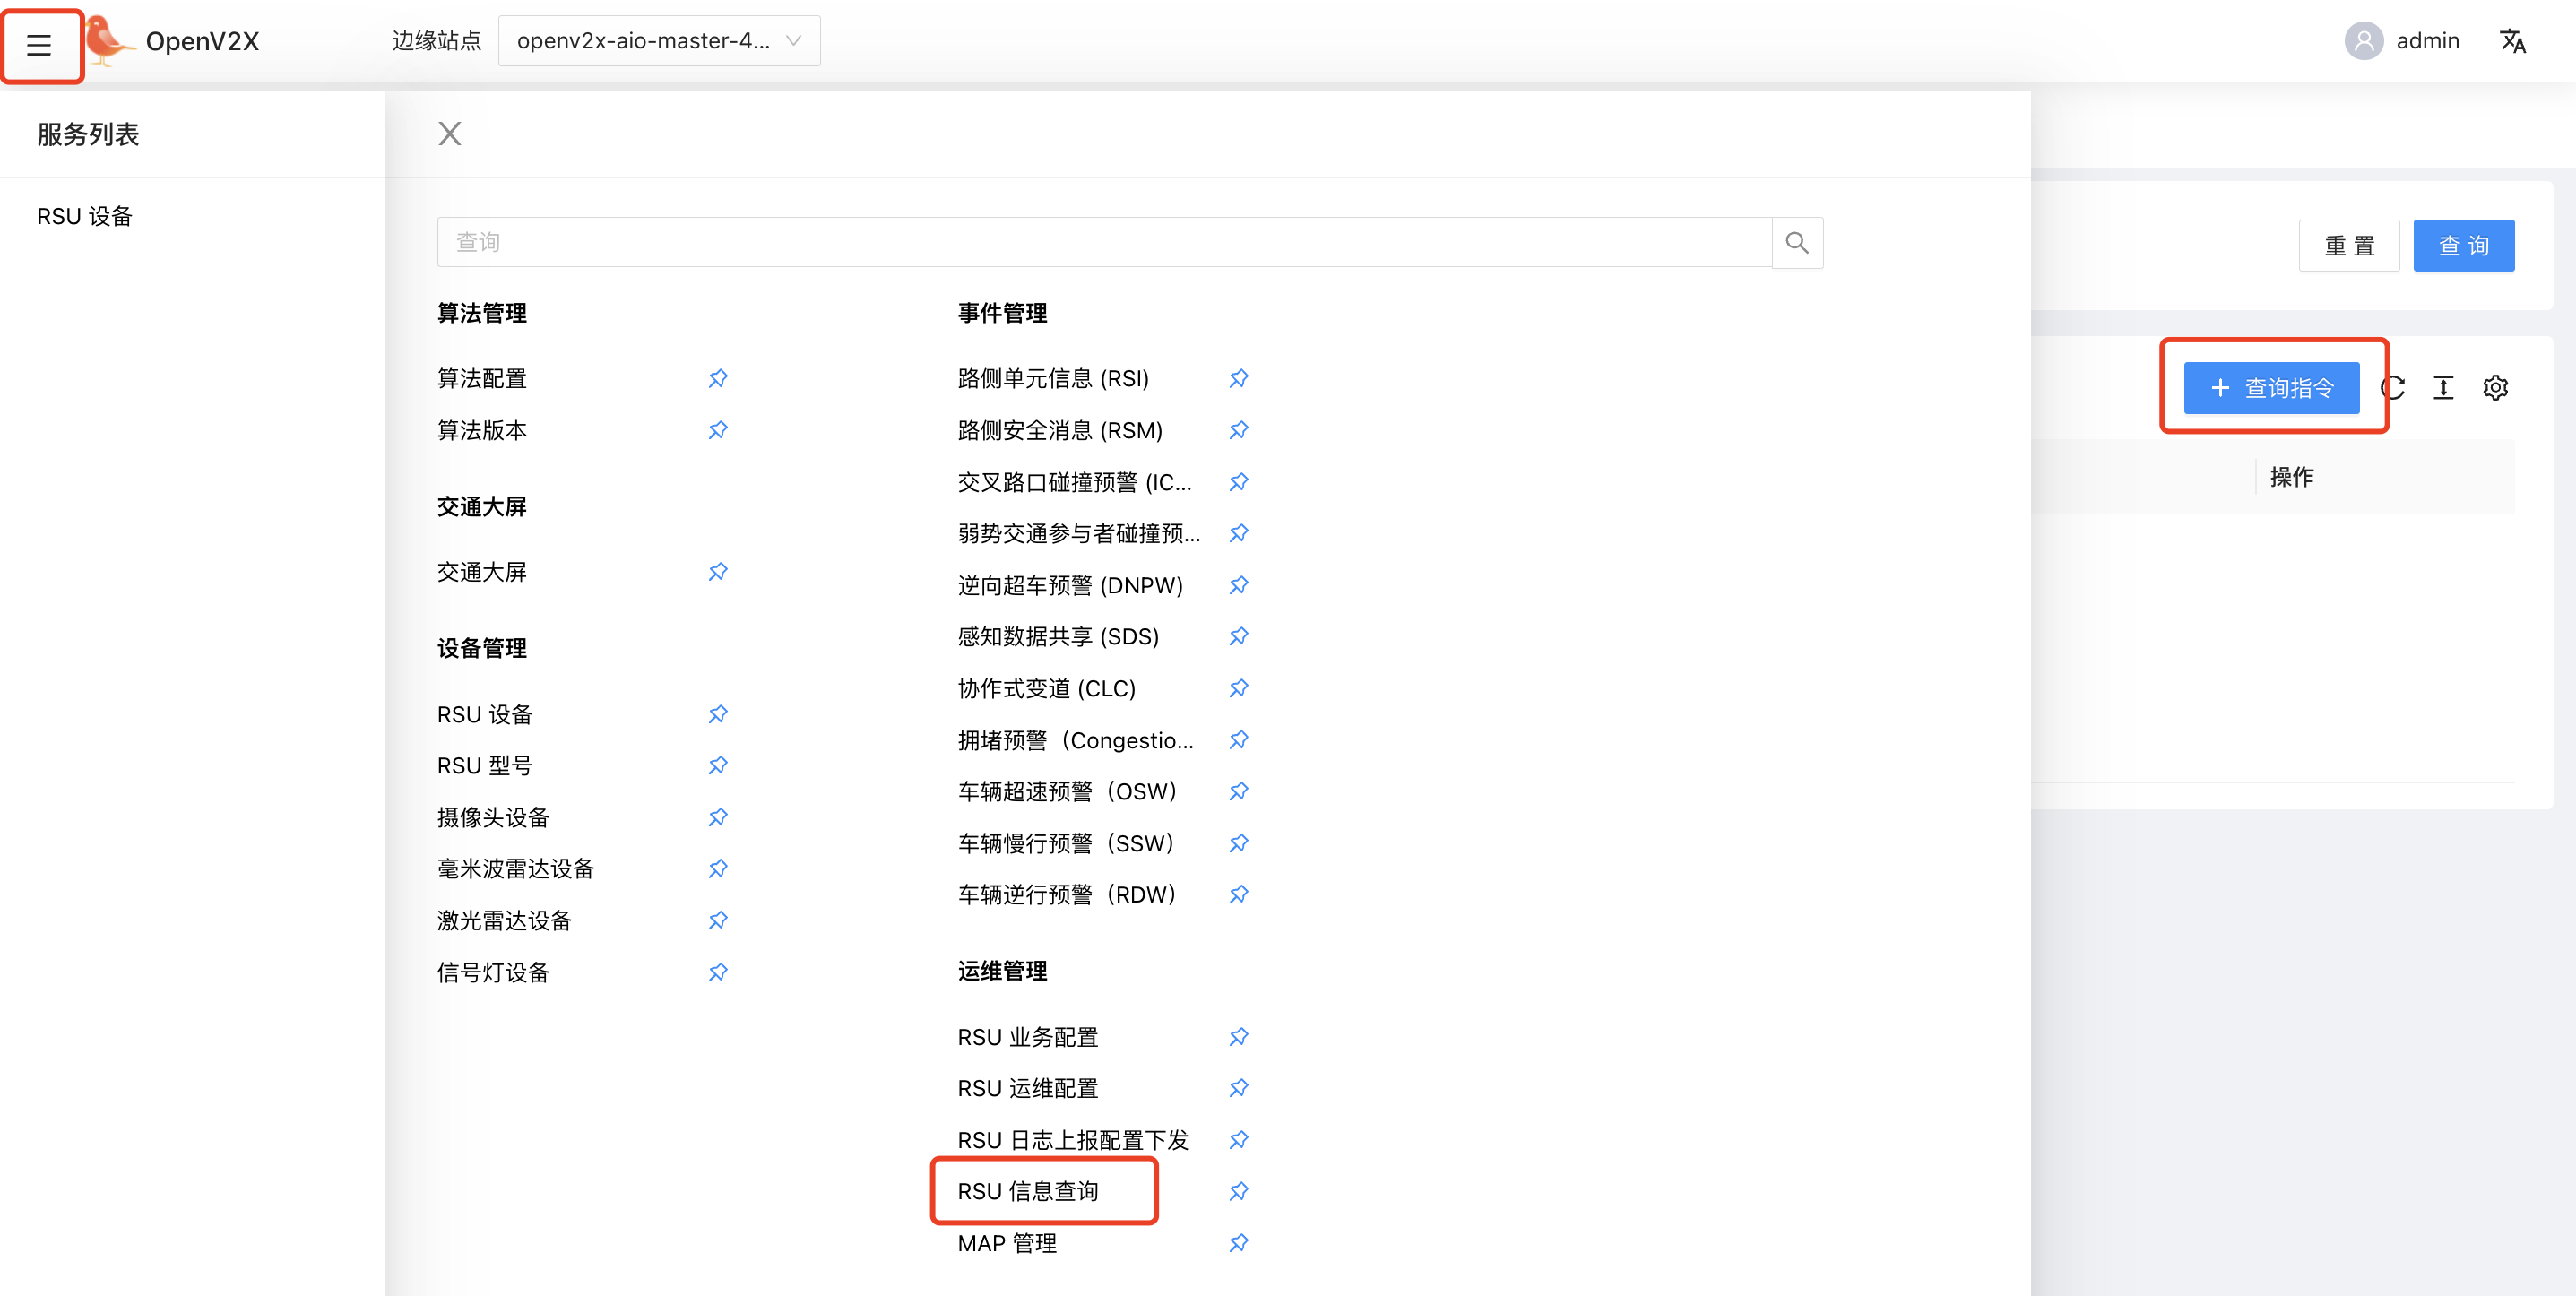 OpenV2X
边缘站点
openv2x-aio-master-4...
admin
服务列表
RSU 设备
查询
算法管理
算法配置
算法版本
交通大屏
交通大屏
设备管理
RSU 设备
RSU 型号
摄像头设备
毫米波雷达设备
激光雷达设备
信号灯设备
事件管理
路侧单元信息 (RSI)
路侧安全消息 (RSM)
交叉路口碰撞预警 (IC...
弱势交通参与者碰撞预...
逆向超车预警 (DNPW)
感知数据共享 (SDS)
协作式变道 (CLC)
拥堵预警（Congestio...
车辆超速预警（OSW）
车辆慢行预警（SSW）
车辆逆行预警（RDW）
运维管理
RSU 业务配置
RSU 运维配置
RSU 日志上报配置下发
RSU 信息查询
MAP 管理
重 置
查 询
查询指令
操作